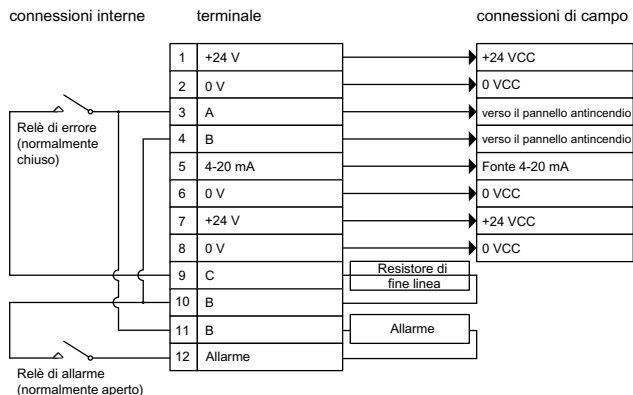 connessioni interne terminale connessioni di campo
1 +24 V +24 VCC
2 0 V 0 VCC
3 A verso il pannello antincendio
4 B verso il pannello antincendio
5 4-20 mA Fonte 4-20 mA
6 0 V 0 VCC
7 +24 V +24 VCC
8 0 V 0 VCC
9 C
10 B
11 B
12 Allarme
Relè di errore
(normalmente
chiuso)
Resistore di
fine linea
Allarme
Relè di allarme
(normalmente aperto)